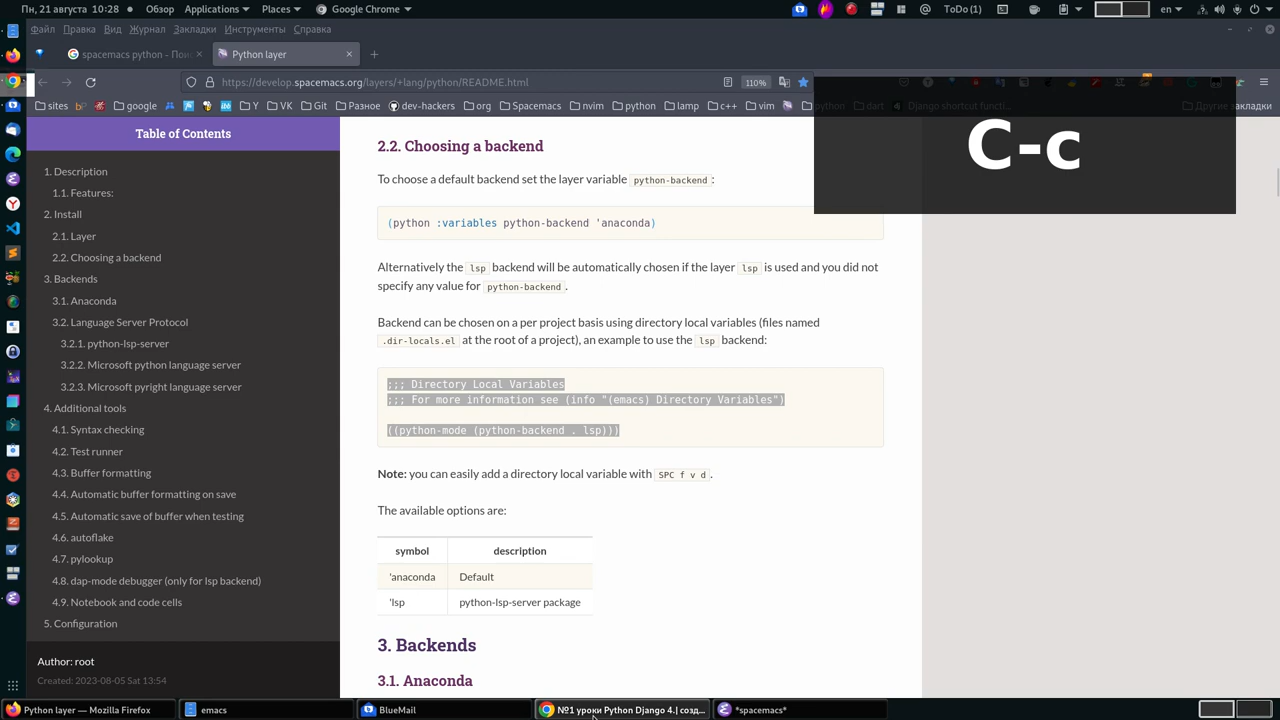 Пн, 21 августа 10:28
Обзор
Applications
Places
Google Chrome
ToDo (1)
en
Файл Правка Вид Журнал Закладки Инструменты Справка
spacemacs python - Пои
Python layer
https://develop.spacemacs.org/layers/+lang/python/README.html
110%
sites
bP
google
Y
VK
Git
Разное
dev-hackers
org
Spacemacs
nvim
python
lamp
c++
vim
python
dart
Django shortcut functi...
Другие закладки
C-c
Table of Contents
1. Description
1.1. Features:
2. Install
2.1. Layer
2.2. Choosing a backend
3. Backends
3.1. Anaconda
3.2. Language Server Protocol
3.2.1. python-lsp-server
3.2.2. Microsoft python language server
3.2.3. Microsoft pyright language server
4. Additional tools
4.1. Syntax checking
4.2. Test runner
4.3. Buffer formatting
4.4. Automatic buffer formatting on save
4.5. Automatic save of buffer when testing
4.6. autoflake
4.7. pylookup
4.8. dap-mode debugger (only for lsp backend)
4.9. Notebook and code cells
5. Configuration
Author: root
Created: 2023-08-05 Sat 13:54
2.2. Choosing a backend
To choose a default backend set the layer variable python-backend :
(python :variables python-backend 'anaconda)
Alternatively the lsp backend will be automatically chosen if the layer lsp is used and you did not
specify any value for python-backend .
Backend can be chosen on a per project basis using directory local variables (files named
.dir-locals.el at the root of a project), an example to use the lsp backend:
;;; Directory Local Variables
;;; For more information see (info "(emacs) Directory Variables")
((python-mode (python-backend . lsp)))
Note: you can easily add a directory local variable with SPC f v d .
The available options are:
symbol description
'anaconda Default
'lsp python-lsp-server package
3. Backends
3.1. Anaconda
Python layer — Mozilla Firefox
emacs
BlueMail
№1 уроки Python Django 4.| созд...
*spacemacs*